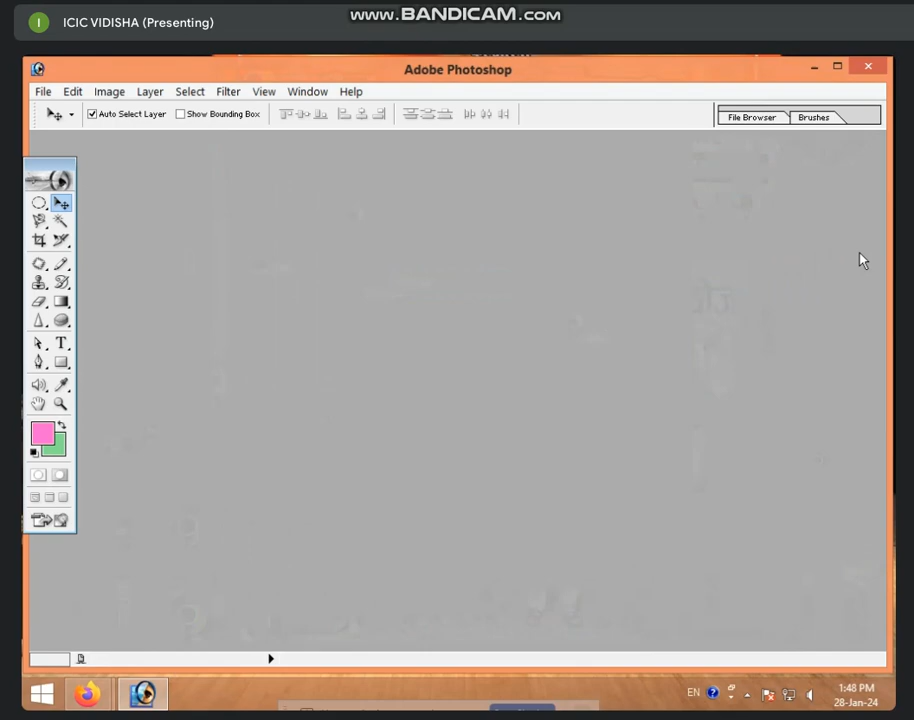 www.BANDICAM.com
I ICIC VIDISHA (Presenting)
Adobe Photoshop
File Edit Image Layer Select Filter View Window Help
Auto Select Layer Show Bounding Box File Browser Brushes
T
EN 1:48 PM
28-Jan-24